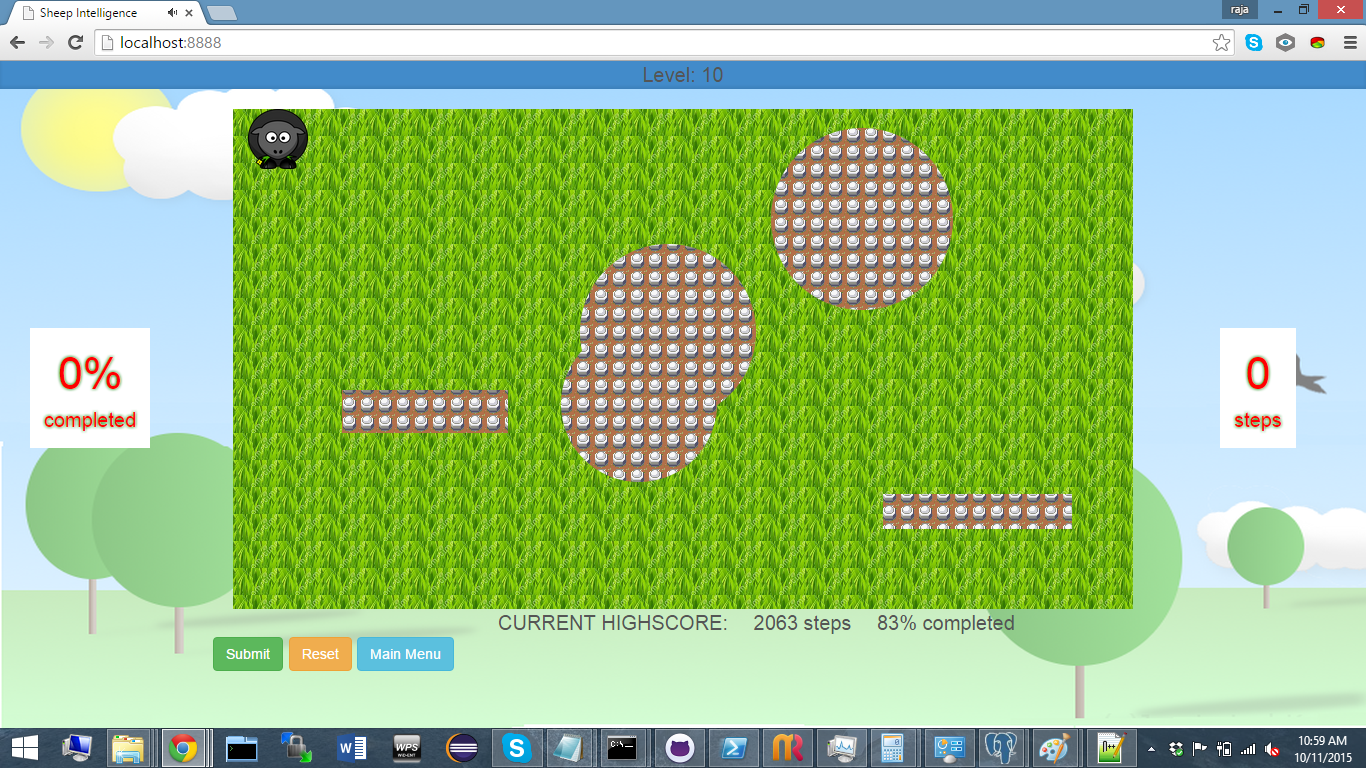 Sheep Intelligence
raja
localhost:8888
Level: 10
0%
completed
0
steps
CURRENT HIGHSCORE: 2063 steps 83% completed
Submit
Reset
Main Menu
10:59 AM
10/11/2015